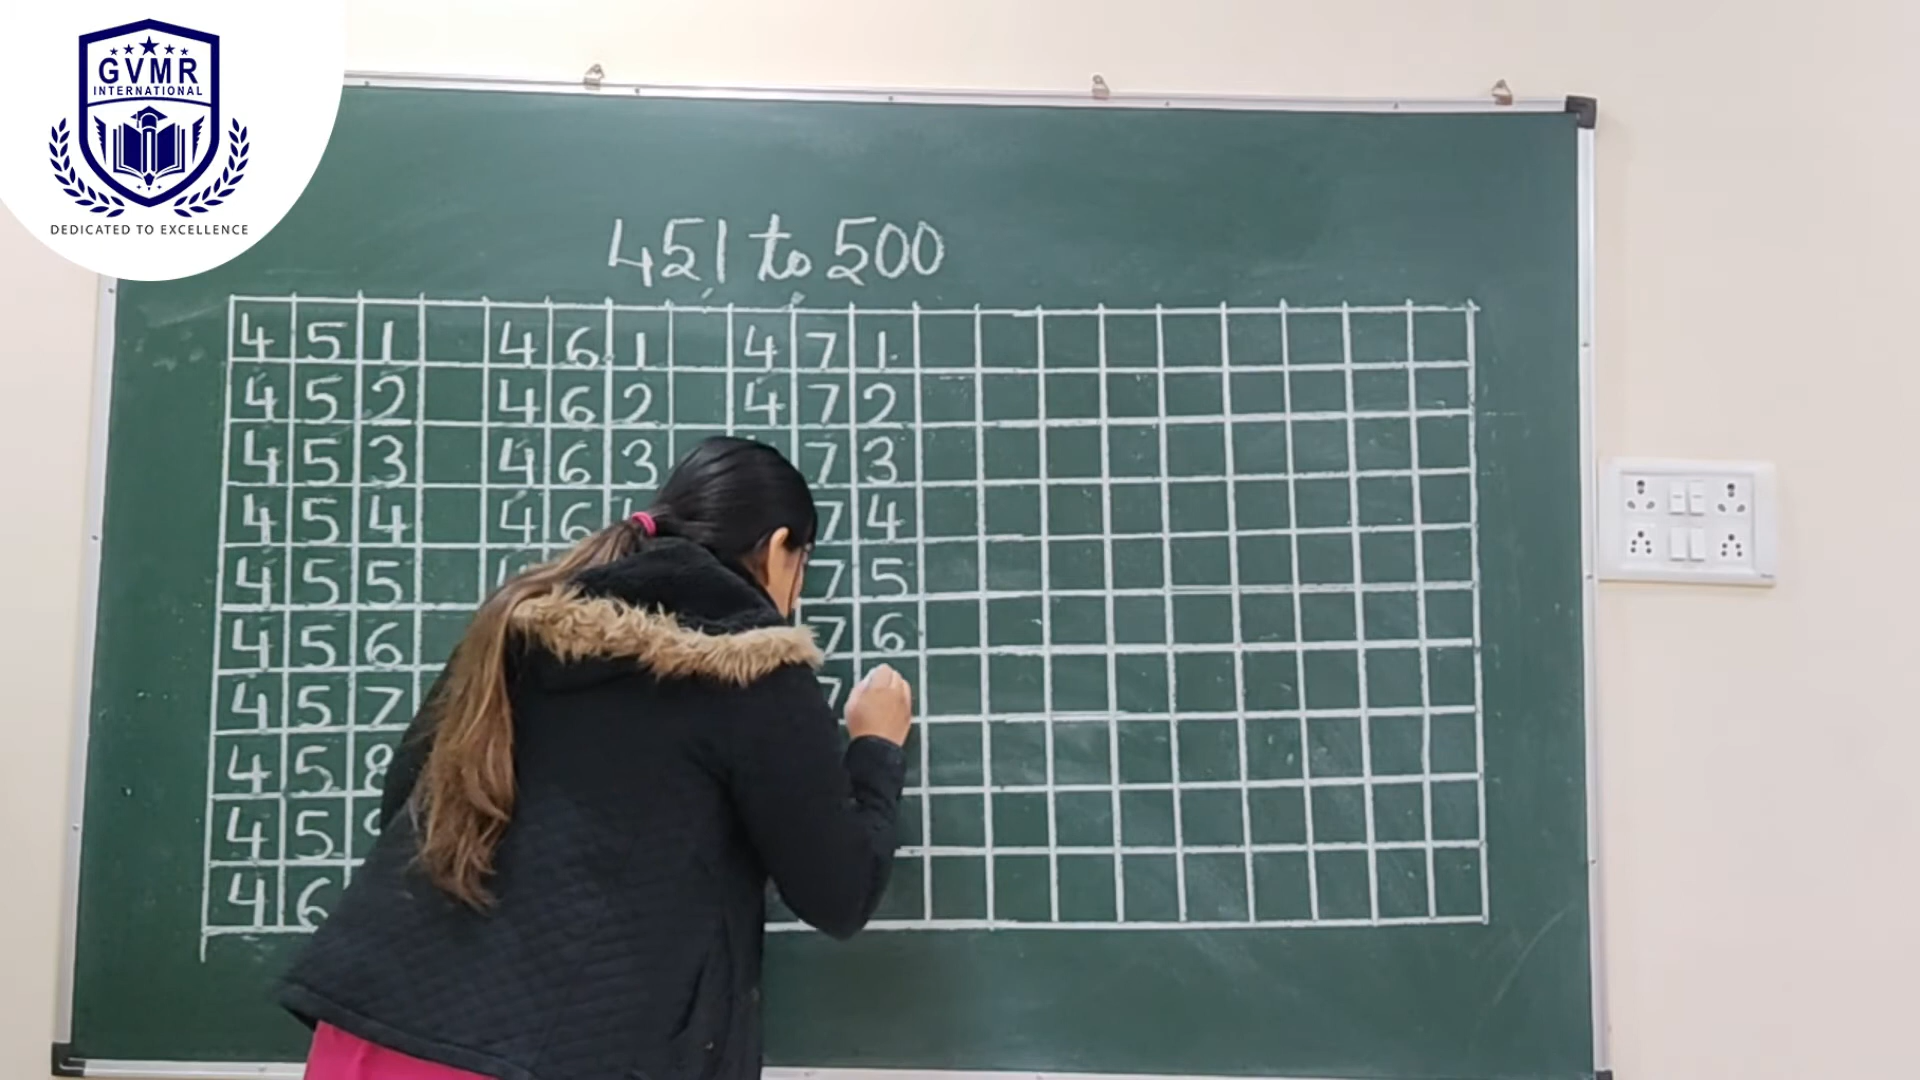 GVMR
INTERNATIONAL
DEDICATED TO EXCELLENCE
451 to 500
4 5 1 4 6 1 4 7 1
4 5 2 4 6 2 4 7 2
4 5 3 4 6 3 7 3
4 5 4 4 6 7 4
4 5 5 7 5
4 5 6 7 6
4 5 7 7
4 5 8
4 5
4 6